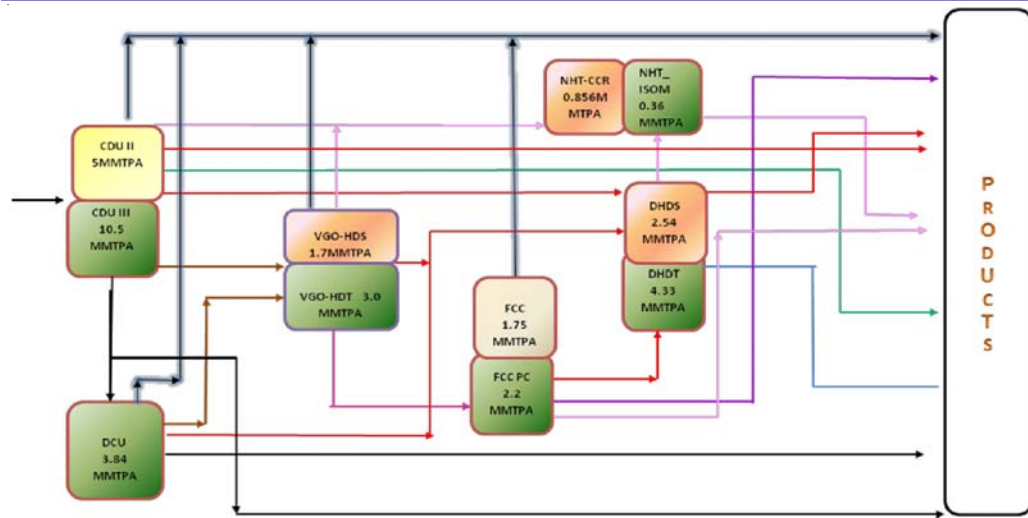 CDU II
5MMTPA
CDU III
10.5
MMTPA
VGO-HDS
1.7MMTPA
VGO-HDT 3.0
MMTPA
DCU
3.84
MMTPA
FCC
1.75
MMTPA
FCC PC
2.2
MMTPA
NHT-CCR
0.856M
MTPA
NHT_
ISOM
0.36
MMTPA
DHDS
2.54
MMTPA
DHDT
4.33
MMTPA
P
R
O
D
U
C
T
S